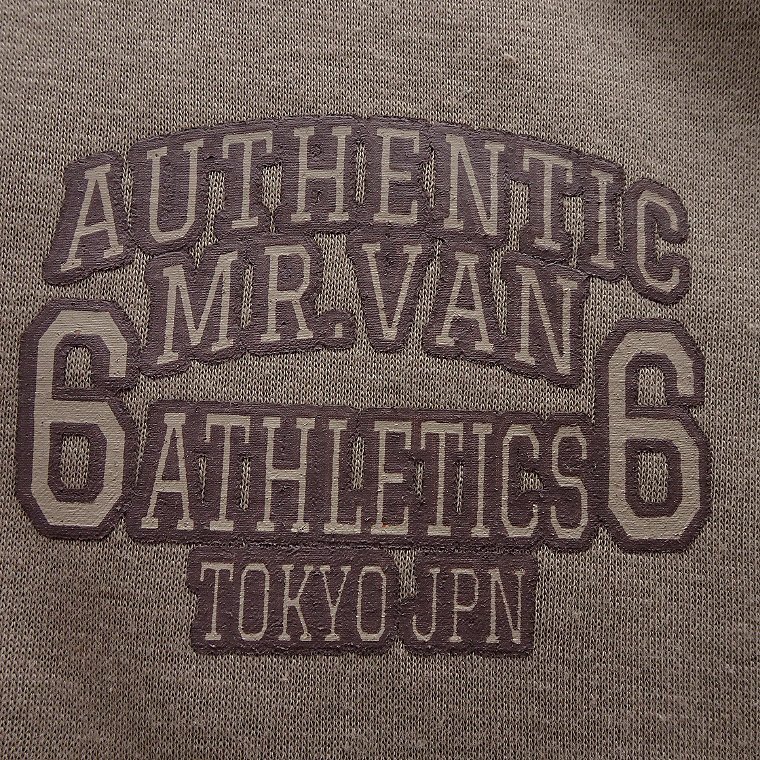 AUTHENTIC
MR.VAN
6 ATHLETICS 6
TOKYO JPN